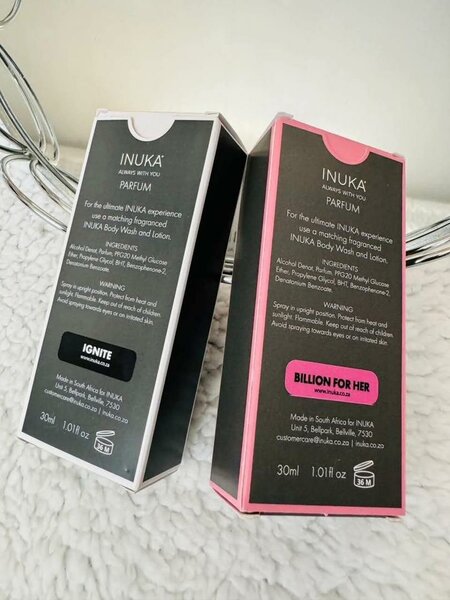 INUKA
ALWAYS WITH YOU
PARFUM
For the ultimate INUKA experience
use a matching fragranced
INUKA Body Wash and Lotion.
INGREDIENTS
Alcohol Denat, Parfum, PPG20 Methyl Glucose
Ether, Propylene Glycol, BHT, Benzophenone-2,
Denatonium Benzoate.
WARNING
Spray in upright position. Protect from heat and
sunlight. Flammable. Keep out of reach of children.
Avoid spraying towards eyes or on irritated skin.
IGNITE
www.inuka.co.za
Made in South Africa for INUKA
Unit 5, Bellpark, Bellville, 7530
customercare@inuka.co.za | inuka.co.za
30ml 1.01fl oz
36 M
INUKA
ALWAYS WITH YOU
PARFUM
For the ultimate INUKA experience
use a matching fragranced
INUKA Body Wash and Lotion.
INGREDIENTS
Alcohol Denat, Parfum, PPG20 Methyl Glucose
Ether, Propylene Glycol, BHT, Benzophenone-2,
Denatonium Benzoate.
WARNING
Spray in upright position. Protect from heat and
sunlight. Flammable. Keep out of reach of children.
Avoid spraying towards eyes or on irritated skin.
BILLION FOR HER
www.inuka.co.za
Made in South Africa for INUKA
Unit 5, Bellpark, Bellville, 7530
customercare@inuka.co.za | inuka.co.za
30ml 1.01fl oz
36 M